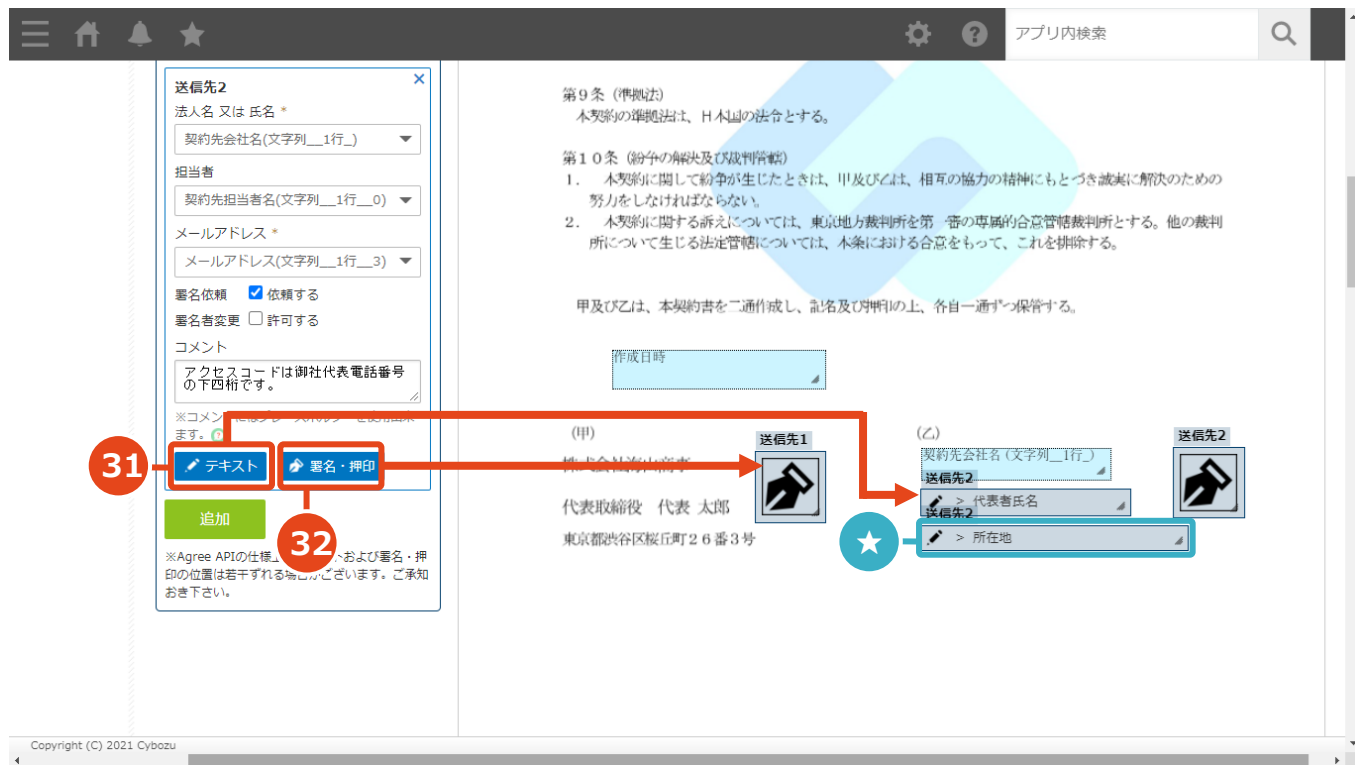 アプリ内検索
送信先2
×
法人名 又は 氏名 *
契約先会社名(文字列__1行_)
担当者
契約先担当者名(文字列__1行__0)
メールアドレス *
メールアドレス(文字列__1行__3)
署名依頼 依頼する
署名者変更 許可する
コメント
アクセスコードは御社代表電話番号
の下四桁です。
ます。
31
テキスト
署名・押印
追加
32
※Agree APIの仕様上、
および署名・押
印の位置は若干ずれる場合がございます。ご承知
おき下さい。
第9条（準拠法）
本契約の準拠法は、日本国の法令とする。
第10条（紛争の解決及び裁判管轄）
1. 本契約に関して紛争が生じたときは、甲及び乙は、相互の協力の精神にもとづき誠実に解決のための
努力をしなければならない。
2. 本契約に関する訴えについては、東京地方裁判所を第一審の専属的合意管轄裁判所とする。他の裁判
所について生じる法定管轄については、本条における合意をもって、これを排除する。
甲及び乙は、本契約書を二通作成し、記名及び押印の上、各自一通ずつ保管する。
作成日時
(甲)
送信先1
代表取締役 代表 太郎
東京都渋谷区桜丘町26番3号
(乙)
送信先2
契約先会社名(文字列__1行_)
送信先2
> 代表者氏名
送信先2
> 所在地
Copyright (C) 2021 Cybozu